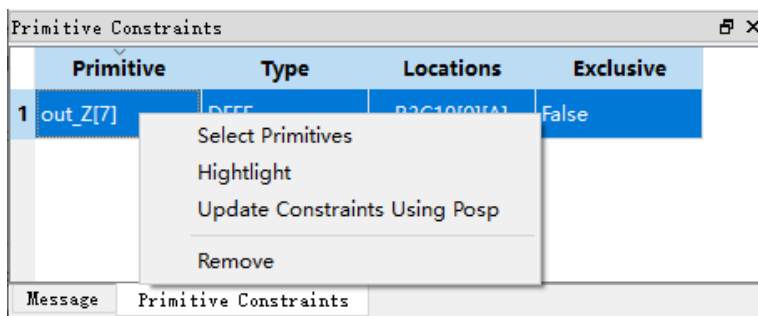 Primitive Constraints
Primitive Type Locations Exclusive
1 out_Z[7] False
Select Primitives
Hightlight
Update Constraints Using Posp
Remove
Message Primitive Constraints